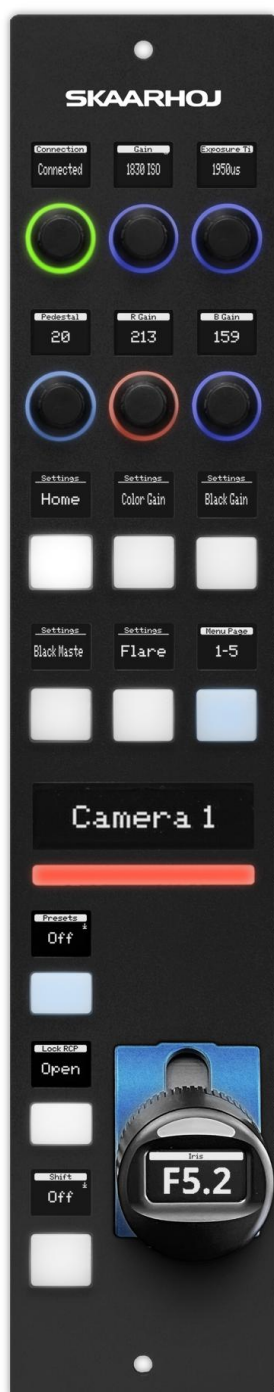 SKAARHOJ
Connection Gain Exposure Ti
Connected 1830 ISO 1950us
Pedestal R Gain B Gain
20 213 159
Settings Settings Settings
Home Color Gain Black Gain
Settings Settings Menu Page
Black Maste Flare 1-5
Camera 1
Presets
Off
Lock RCP
Open
Iris
F5.2
Shift
Off